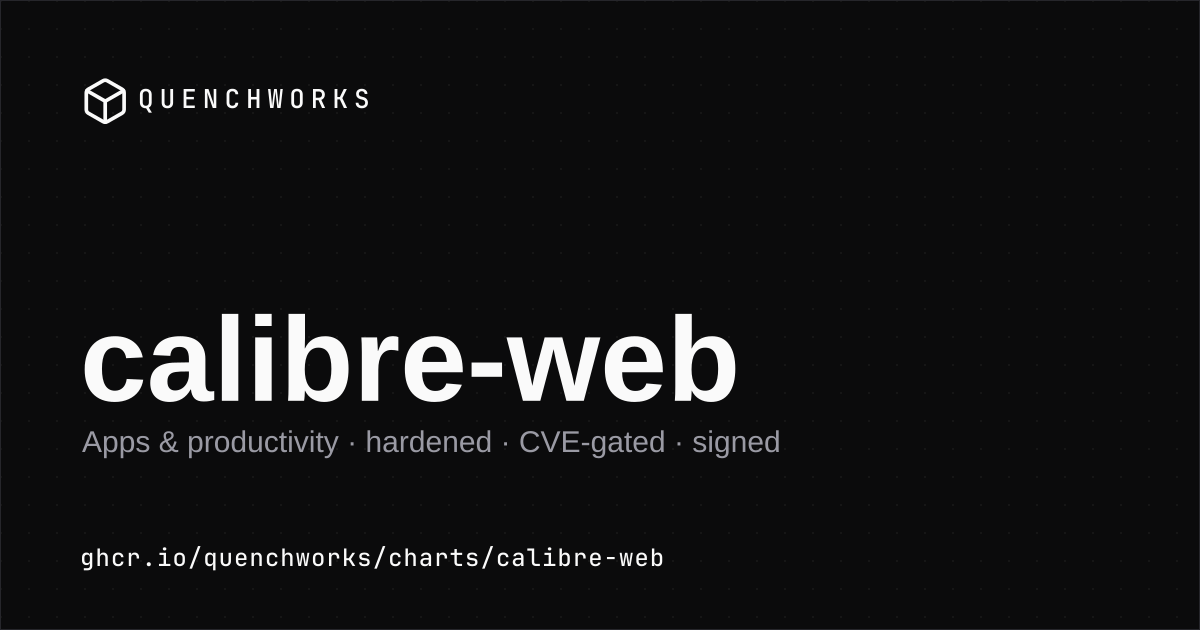 QUENCHWORKS
calibre-web
Apps & productivity · hardened · CVE-gated · signed
ghcr.io/quenchworks/charts/calibre-web